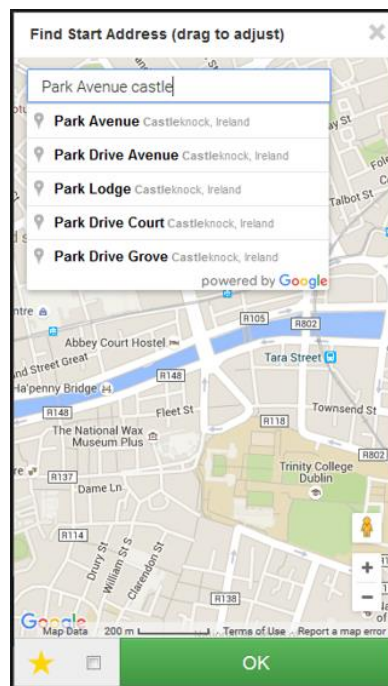 Find Start Address (drag to adjust)
Park Avenue castle
Park Avenue Castleknock, Ireland
Park Drive Avenue Castleknock, Ireland
Park Lodge Castleknock, Ireland
Park Drive Court Castleknock, Ireland
Park Drive Grove Castleknock, Ireland
powered by Google
Talbot St
R105
R802
Abbey Court Hostel
Tara Street
Ha'penny Bridge
R148
R148
Fleet St
Townsend St
R118
The National Wax
Museum Plus
R802
Trinity College
Dublin
R137
Dame Ln
R114
Drury St
William St S
Clarendon St
R138
+
−
Google
Map Data
200 m
Terms of Use
Report a map error
OK